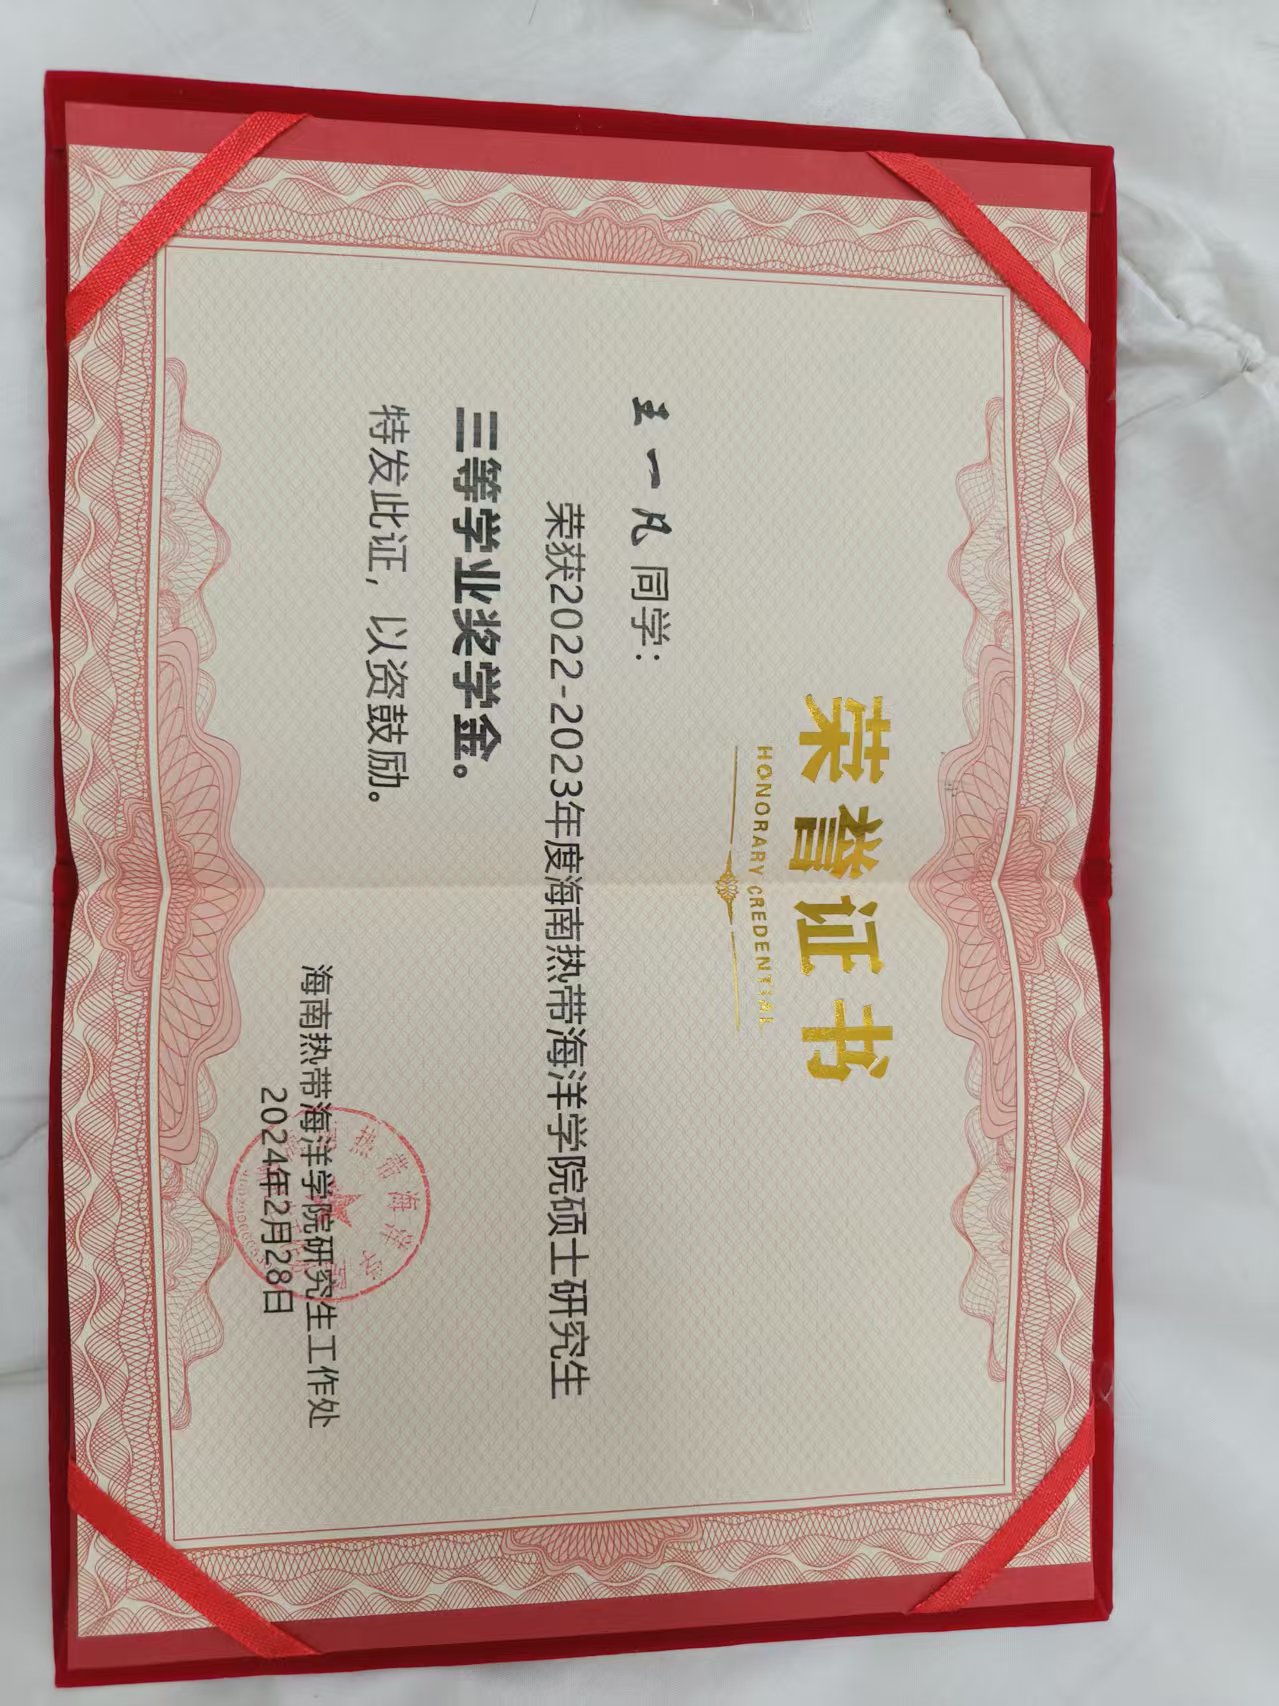 荣誉证书
HONORARY CREDENTIAL
王一凡同学：
荣获2022-2023年度海南热带海洋学院硕士研究生
三等学业奖学金。
特发此证，以资鼓励。
海南热带海洋学院研究生工作处
2024年2月28日